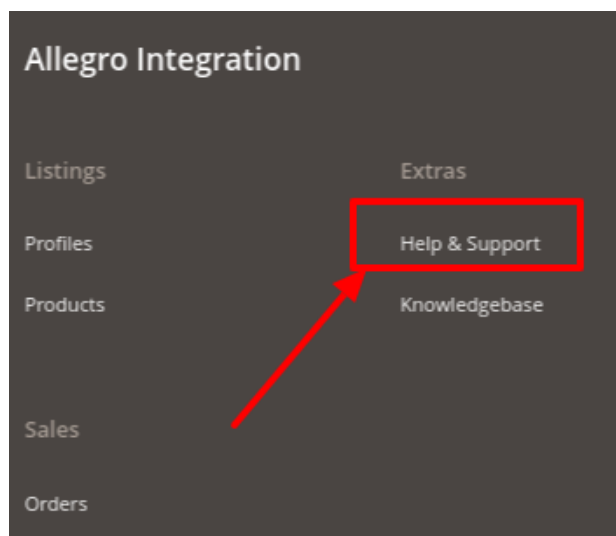 Allegro Integration
Listings
Profiles
Products
Sales
Orders
Extras
Help & Support
Knowledgebase